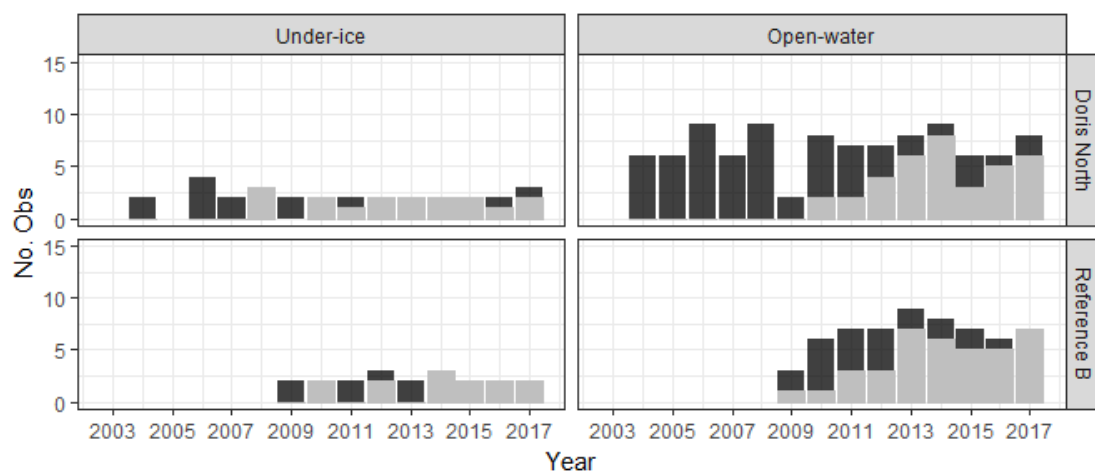 Under-ice Open-water
15
10
5
0
Doris North
No. Obs
15
10
5
0
Reference B
2003 2005 2007 2009 2011 2013 2015 2017 2003 2005 2007 2009 2011 2013 2015 2017
Year